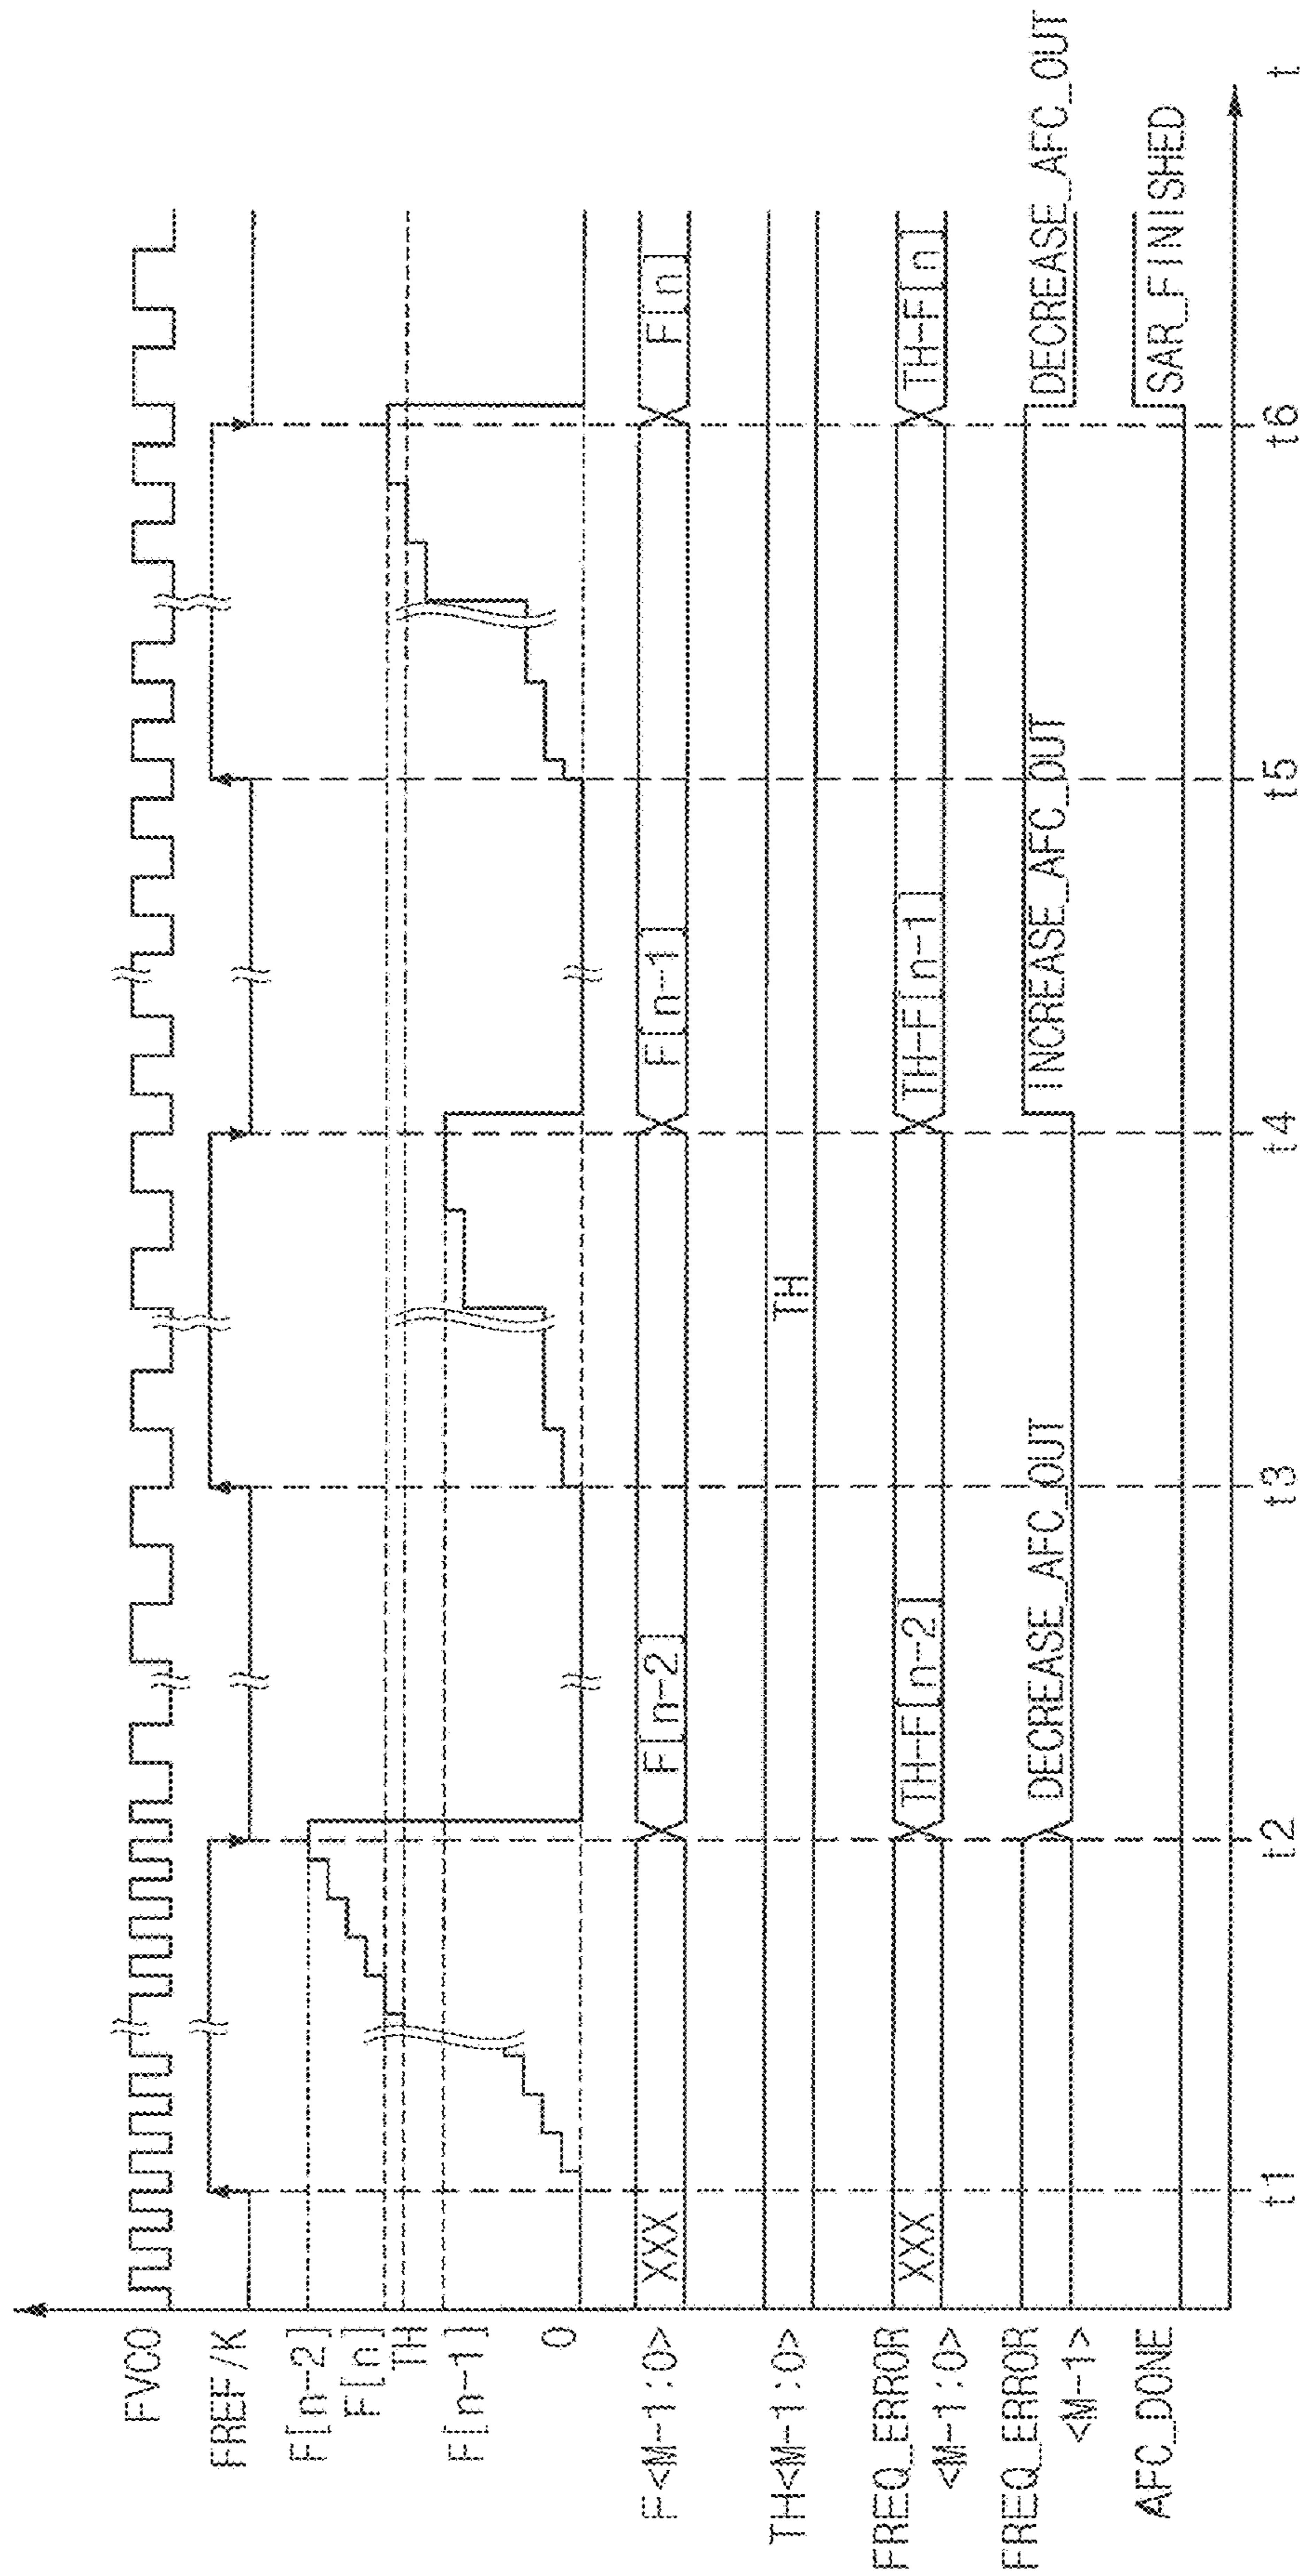 FVCO
FREF/K
F[n-2]
F[n]
TH
F[n-1]
0
F<M-1:0>
XXX
F[n-2]
F[n-1]
F[n]
TH<M-1:0>
TH
FREQ_ERROR
<M-1:0>
XXX
TH-F[n-2]
TH-F[n-1]
TH-F[n]
FREQ_ERROR
<M-1>
DECREASE_AFC_OUT
INCREASE_AFC_OUT
DECREASE_AFC_OUT
AFC_DONE
SAR_FINISHED
t1
t2
t3
t4
t5
t6
t